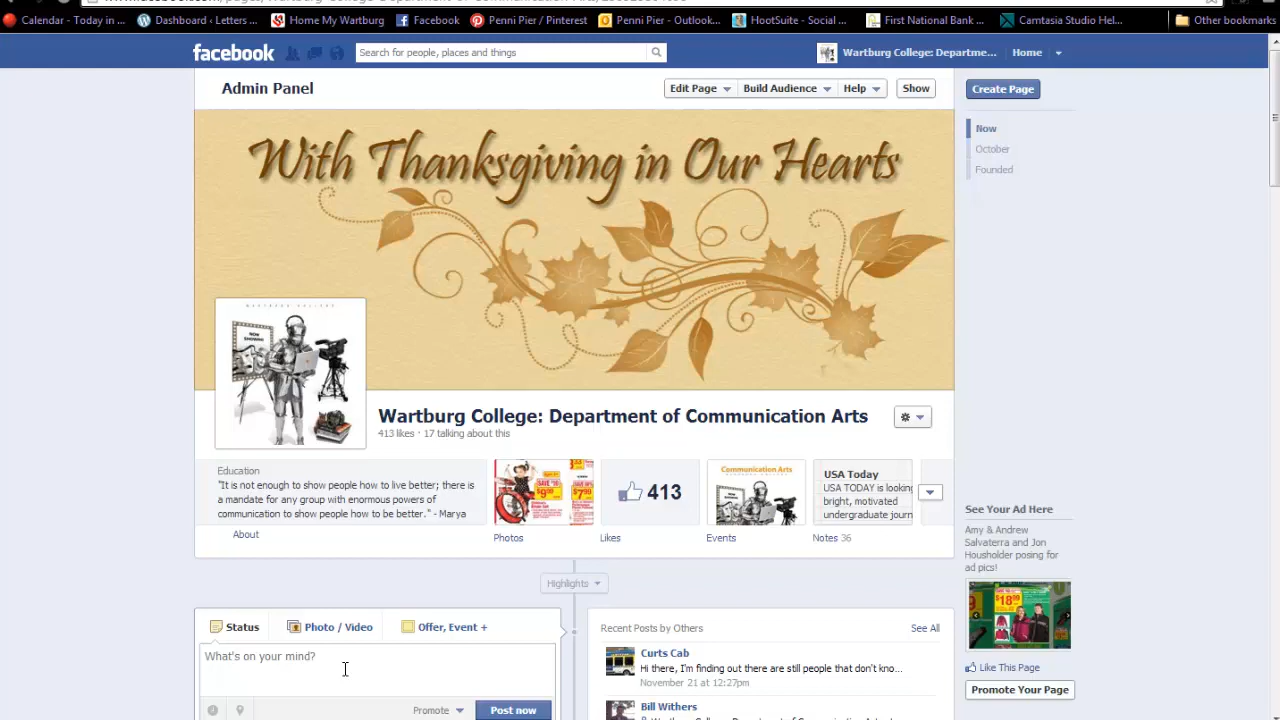 Calendar - Today in ...
Dashboard ‹ Letters ...
Home My Wartburg
Facebook
Penni Pier / Pinterest
Penni Pier - Outlook...
HootSuite - Social ...
First National Bank ...
Camtasia Studio Hel...
Other bookmarks
facebook
Search for people, places and things
Wartburg College: Departme...
Home
Admin Panel
Edit Page
Build Audience
Help
Show
Create Page
Now
October
Founded
With Thanksgiving in Our Hearts
WARTBURG COLLEGE
NOW
SHOWING
Wartburg College: Department of Communication Arts
413 likes · 17 talking about this
Education
"It is not enough to show people how to live better; there is
a mandate for any group with enormous powers of
communication to show people how to be better." - Marya
About
SAVE
Photos
413
Likes
Communication Arts
Events
USA Today
USA TODAY is looking
bright, motivated
undergraduate journ
Notes 36
Highlights
See Your Ad Here
Amy & Andrew
Salvaterra and Jon
Housholder posing for
ad pics!
$18
Like This Page
Promote Your Page
Status
Photo / Video
Offer, Event +
What's on your mind?
Promote
Post now
Recent Posts by Others
See All
Curts Cab
Hi there, I'm finding out there are still people that don't kno...
November 21 at 12:27pm
Bill Withers